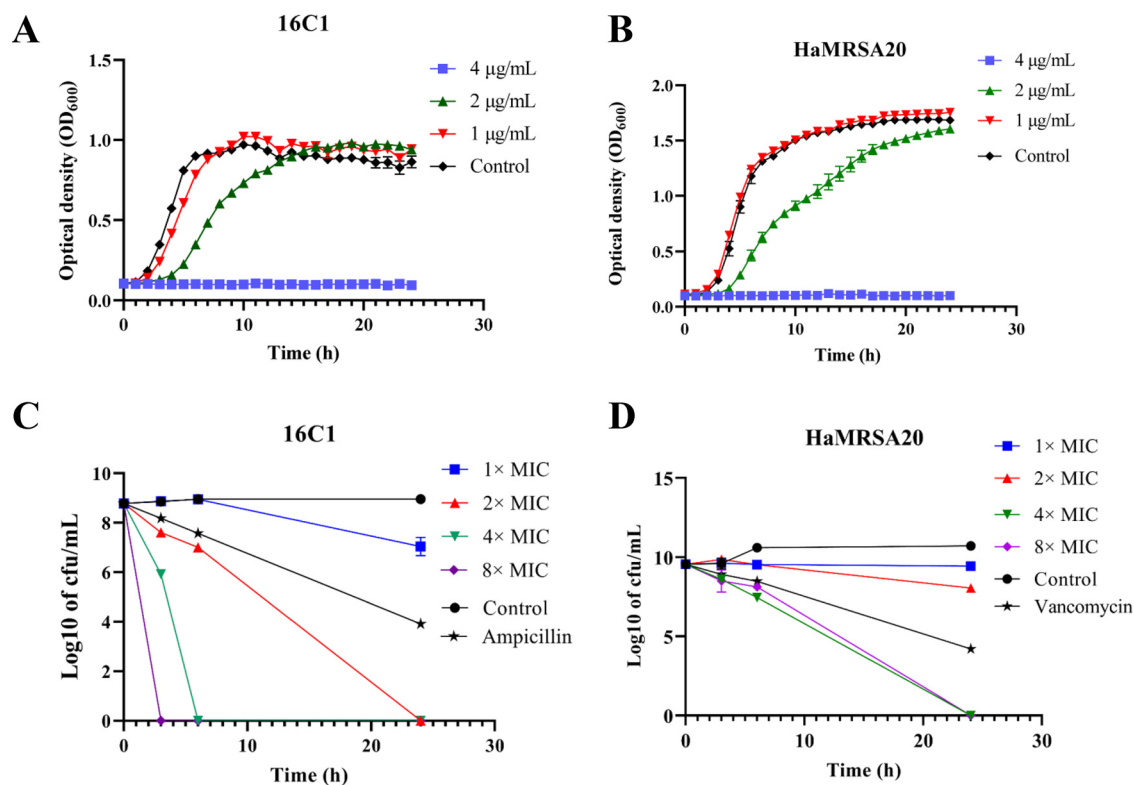 A
16C1
Optical density (OD600)
1.5
1.0
0.5
0.0
0 10 20 30
Time (h)
4 μg/mL
2 μg/mL
1 μg/mL
Control
B
HaMRSA20
Optical density (OD600)
2.0
1.5
1.0
0.5
0.0
0 10 20 30
Time (h)
4 μg/mL
2 μg/mL
1 μg/mL
Control
C
16C1
Log10 of cfu/mL
10
8
6
4
2
0
0 10 20 30
Time (h)
1× MIC
2× MIC
4× MIC
8× MIC
Control
Ampicillin
D
HaMRSA20
Log10 of cfu/mL
15
10
5
0
0 10 20 30
Time (h)
1× MIC
2× MIC
4× MIC
8× MIC
Control
Vancomycin